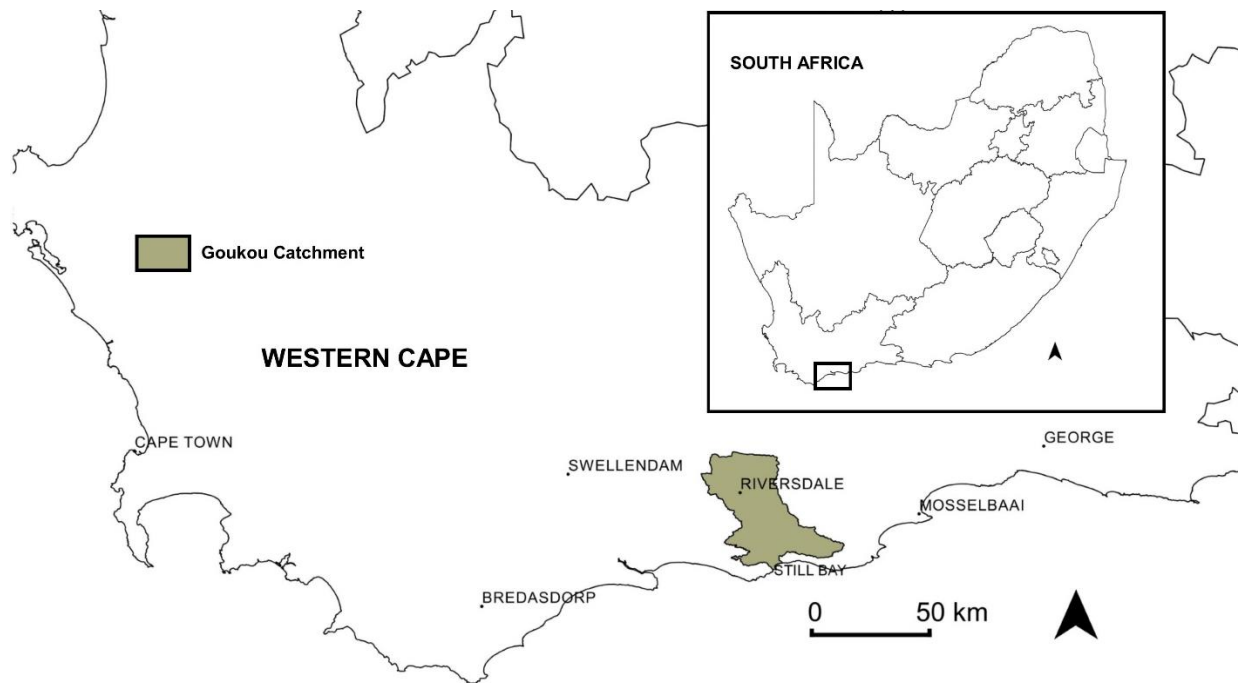 SOUTH AFRICA
Goukou Catchment
WESTERN CAPE
CAPE TOWN
SWELLENDAM
RIVERSDALE
GEORGE
MOSSELBAAI
STILL BAY
BREDASDORP
0 50 km